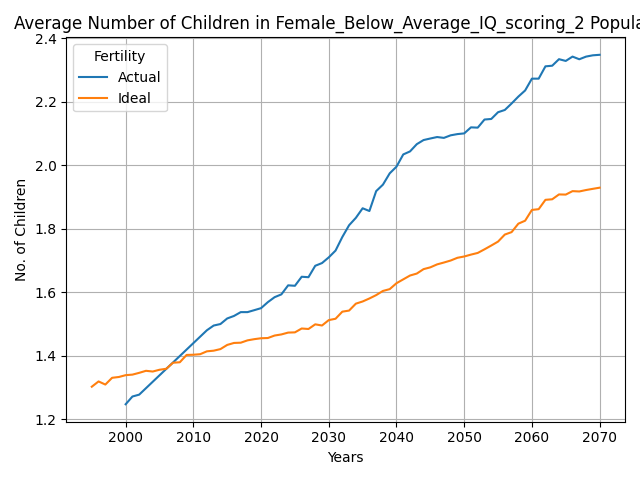 Average Number of Children in Female_Below_Average_IQ_scoring_2 Popula
Fertility
Actual
Ideal
No. of Children
2.4
2.2
2.0
1.8
1.6
1.4
1.2
2000 2010 2020 2030 2040 2050 2060 2070
Years